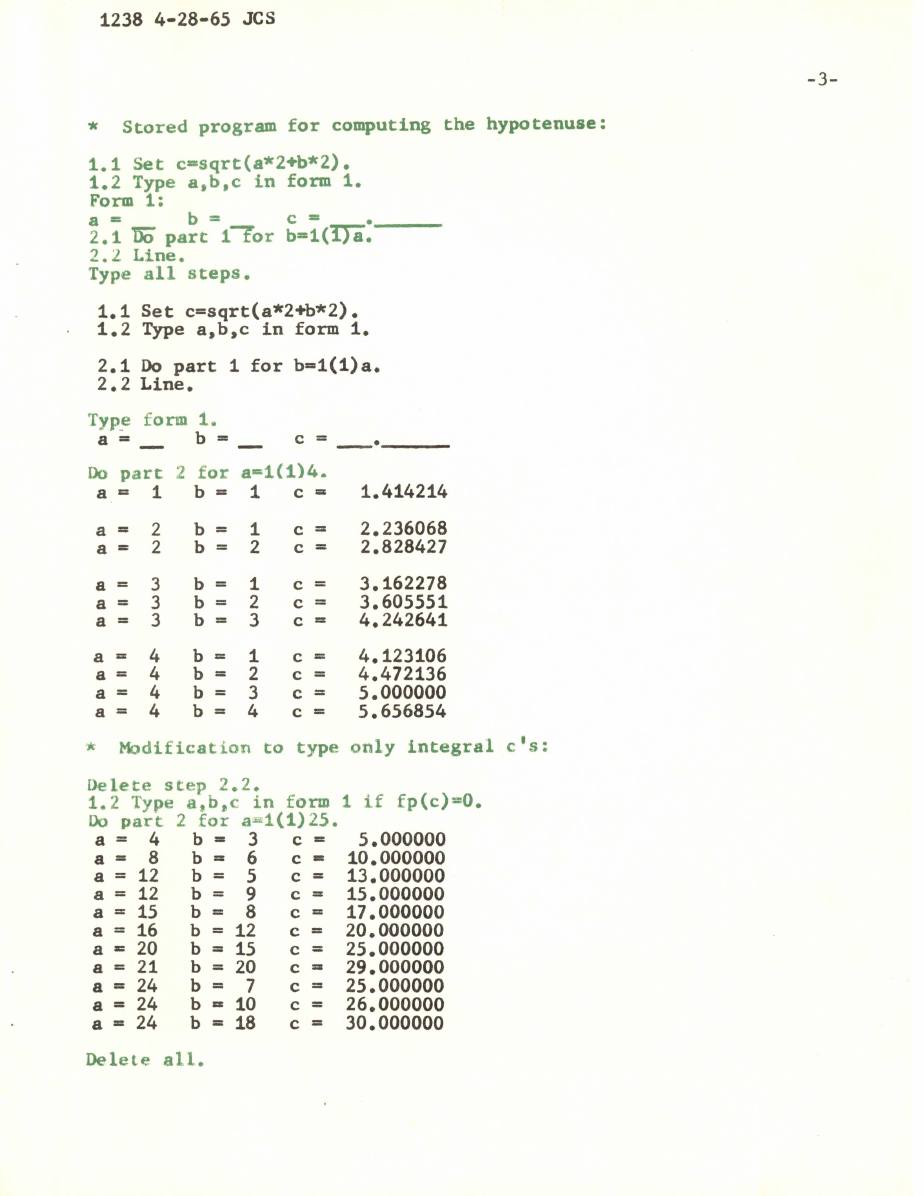 1238 4-28-65 JCS
-3-
* Stored program for computing the hypotenuse:
1.1 Set c=sqrt(a*2+b*2).
1.2 Type a,b,c in form 1.
Form 1:
a = __ b = __ c = ___.______
2.1 Do part 1 for b=1(1)a.
2.2 Line.
Type all steps.
1.1 Set c=sqrt(a*2+b*2).
1.2 Type a,b,c in form 1.
2.1 Do part 1 for b=1(1)a.
2.2 Line.
Type form 1.
a = __ b = __ c = ___.______
Do part 2 for a=1(1)4.
a = 1 b = 1 c = 1.414214
a = 2 b = 1 c = 2.236068
a = 2 b = 2 c = 2.828427
a = 3 b = 1 c = 3.162278
a = 3 b = 2 c = 3.605551
a = 3 b = 3 c = 4.242641
a = 4 b = 1 c = 4.123106
a = 4 b = 2 c = 4.472136
a = 4 b = 3 c = 5.000000
a = 4 b = 4 c = 5.656854
* Modification to type only integral c's:
Delete step 2.2.
1.2 Type a,b,c in form 1 if fp(c)=0.
Do part 2 for a=1(1)25.
a = 4 b = 3 c = 5.000000
a = 8 b = 6 c = 10.000000
a = 12 b = 5 c = 13.000000
a = 12 b = 9 c = 15.000000
a = 15 b = 8 c = 17.000000
a = 16 b = 12 c = 20.000000
a = 20 b = 15 c = 25.000000
a = 21 b = 20 c = 29.000000
a = 24 b = 7 c = 25.000000
a = 24 b = 10 c = 26.000000
a = 24 b = 18 c = 30.000000
Delete all.